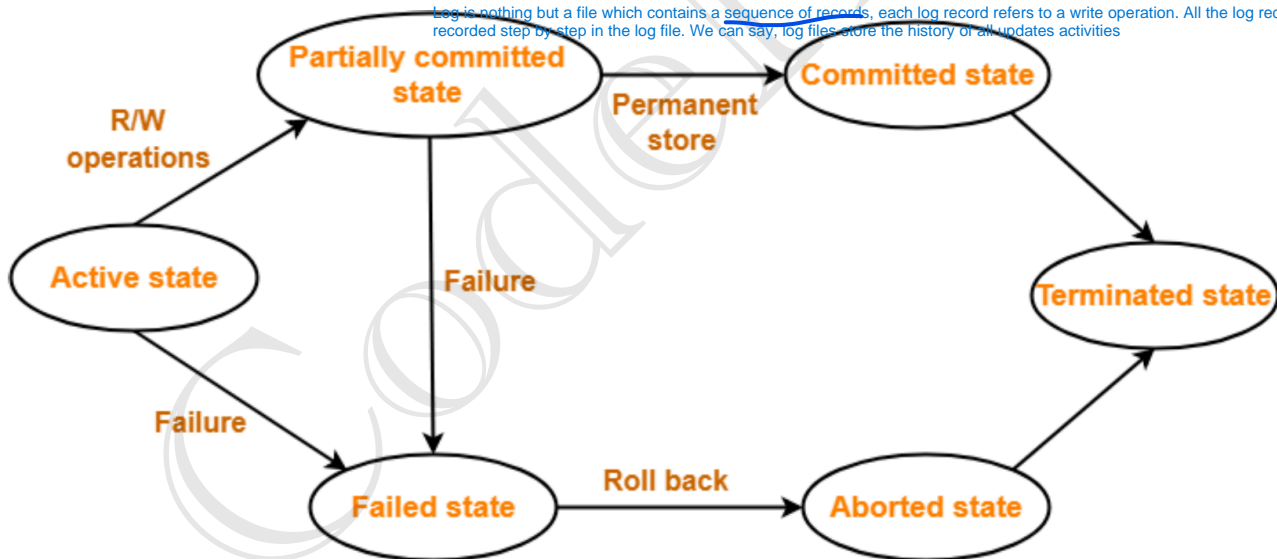 Log is nothing but a file which contains a sequence of records, each log record refers to a write operation. All the log
recorded step by step in the log file. We can say, log files store the history of all updates activities
Partially committed
state
Committed state
Permanent
store
R/W
operations
Active state
Failure
Terminated state
Failure
Failed state
Roll back
Aborted state